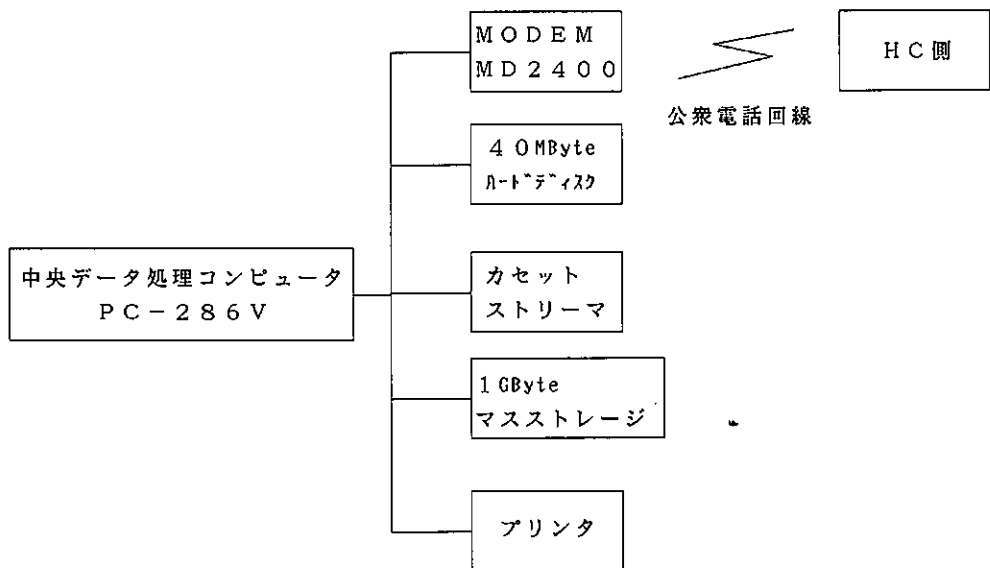 MODEM
MD2400
HC側
公衆電話回線
40MByte
ﾊｰﾄﾞﾃﾞｨｽｸ
中央データ処理コンピュータ
PC-286V
カセット
ストリーマ
1GByte
マスストレージ
プリンタ